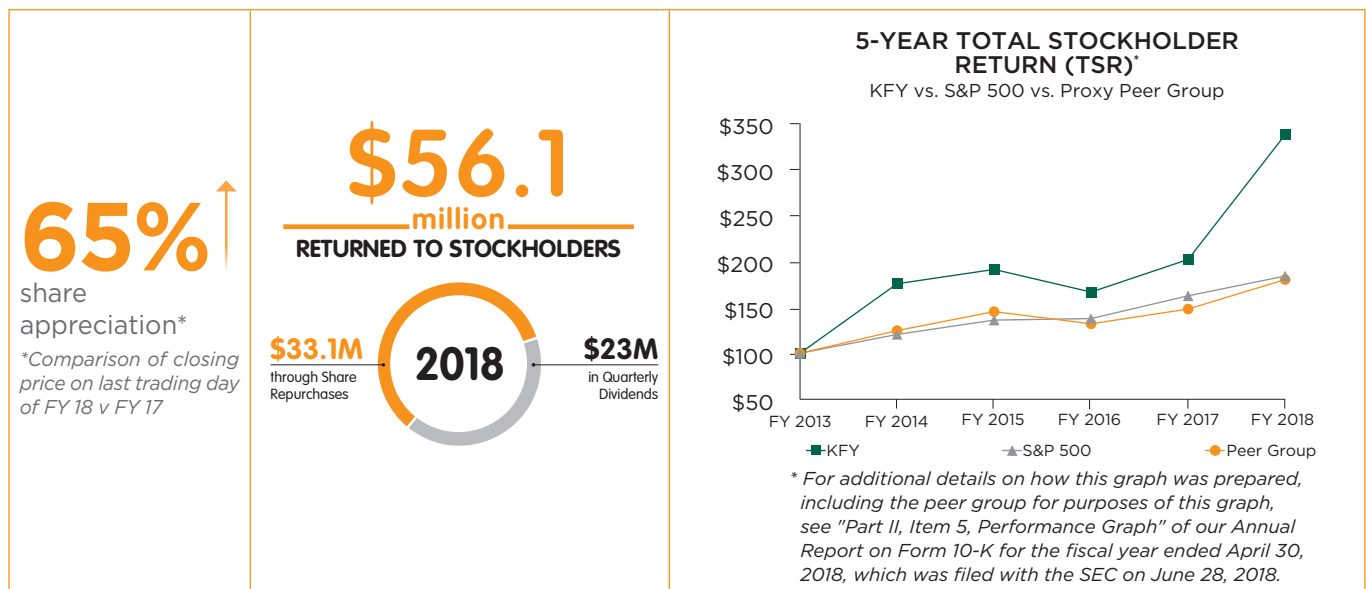 65%
share
appreciation*
*Comparison of closing
price on last trading day
of FY 18 v FY 17
$56.1
million
RETURNED TO STOCKHOLDERS
$33.1M
through Share
Repurchases
2018
$23M
in Quarterly
Dividends
5-YEAR TOTAL STOCKHOLDER
RETURN (TSR)*
KFY vs. S&P 500 vs. Proxy Peer Group
$350
$300
$250
$200
$150
$100
$50
FY 2013 FY 2014 FY 2015 FY 2016 FY 2017 FY 2018
KFY S&P 500 Peer Group
* For additional details on how this graph was prepared,
including the peer group for purposes of this graph,
see "Part II, Item 5, Performance Graph" of our Annual
Report on Form 10-K for the fiscal year ended April 30,
2018, which was filed with the SEC on June 28, 2018.